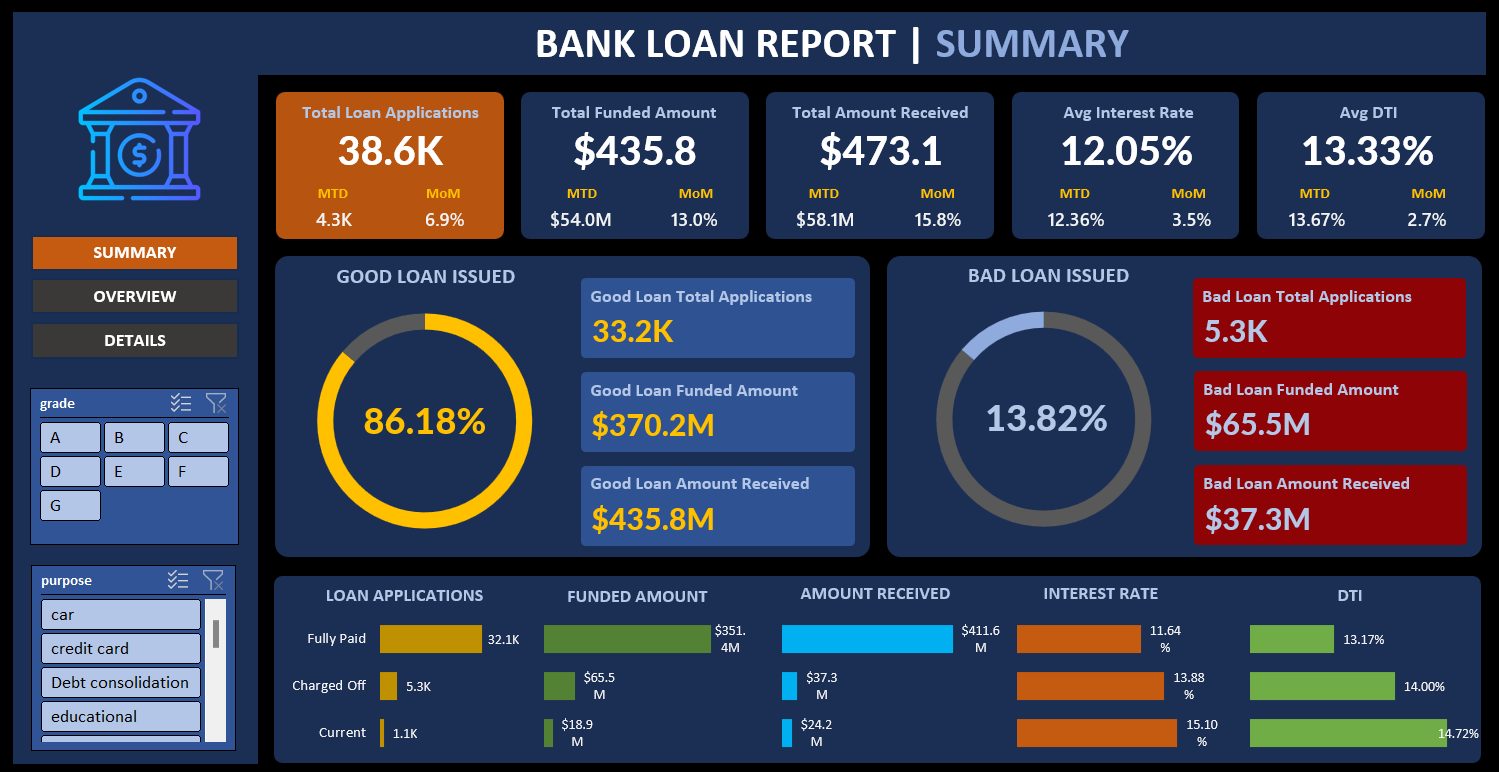 BANK LOAN REPORT | SUMMARY
SUMMARY
OVERVIEW
DETAILS
grade
A B C
D E F
G
purpose
car
credit card
Debt consolidation
educational
Total Loan Applications
38.6K
MTD MoM
4.3K 6.9%
Total Funded Amount
$435.8
MTD MoM
$54.0M 13.0%
Total Amount Received
$473.1
MTD MoM
$58.1M 15.8%
Avg Interest Rate
12.05%
MTD MoM
12.36% 3.5%
Avg DTI
13.33%
MTD MoM
13.67% 2.7%
GOOD LOAN ISSUED
86.18%
Good Loan Total Applications
33.2K
Good Loan Funded Amount
$370.2M
Good Loan Amount Received
$435.8M
BAD LOAN ISSUED
13.82%
Bad Loan Total Applications
5.3K
Bad Loan Funded Amount
$65.5M
Bad Loan Amount Received
$37.3M
LOAN APPLICATIONS
Fully Paid 32.1K
Charged Off 5.3K
Current 1.1K
FUNDED AMOUNT
$351.
4M
$65.5
M
$18.9
M
AMOUNT RECEIVED
$411.6
M
$37.3
M
$24.2
M
INTEREST RATE
11.64
%
13.88
%
15.10
%
DTI
13.17%
14.00%
14.72%